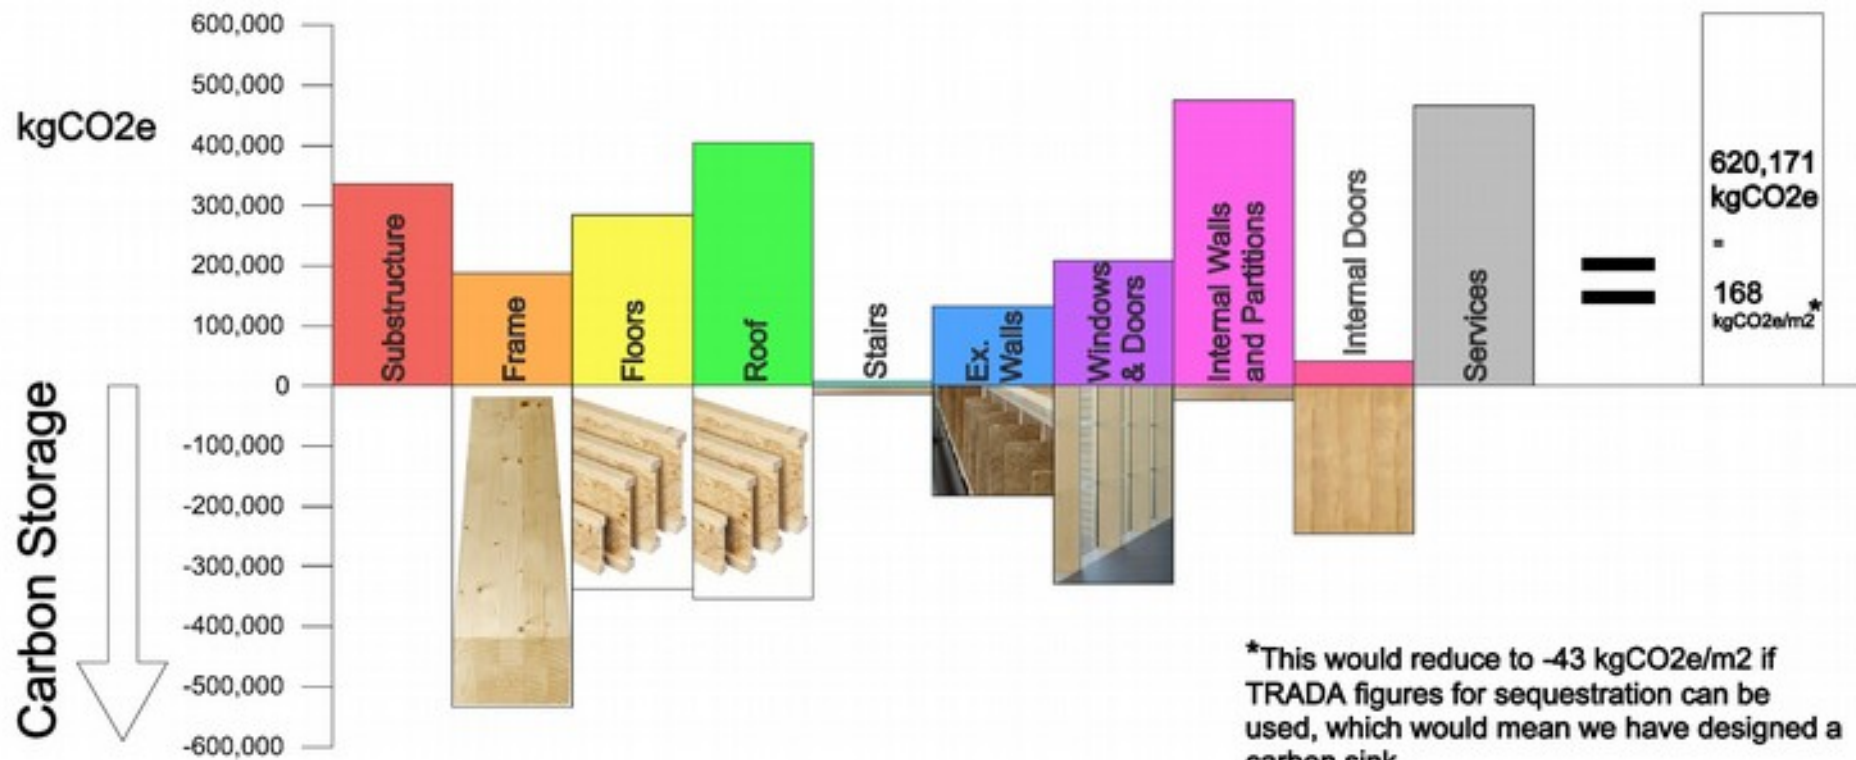 600,000
500,000
400,000
300,000
200,000
100,000
0
-100,000
-200,000
-300,000
-400,000
-500,000
-600,000
kgCO2e
Carbon Storage
Substructure
Frame
Floors
Roof
Stairs
Ex.
Walls
Windows
& Doors
Internal Walls
and Partitions
Internal Doors
Services
=
620,171
kgCO2e
=
168
kgCO2e/m2*
*This would reduce to -43 kgCO2e/m2 if
TRADA figures for sequestration can be
used, which would mean we have designed a
carbon sink